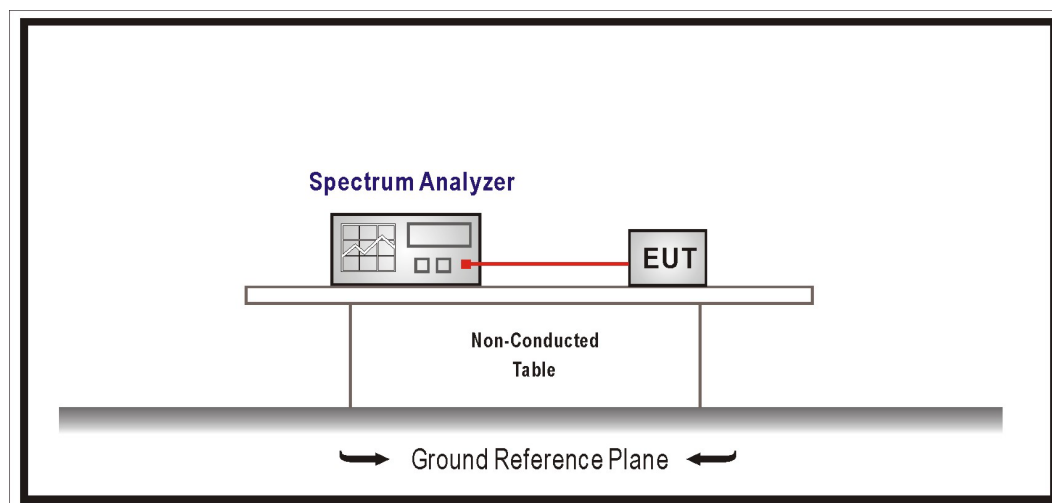 Spectrum Analyzer
EUT
Non-Conducted
Table
Ground Reference Plane